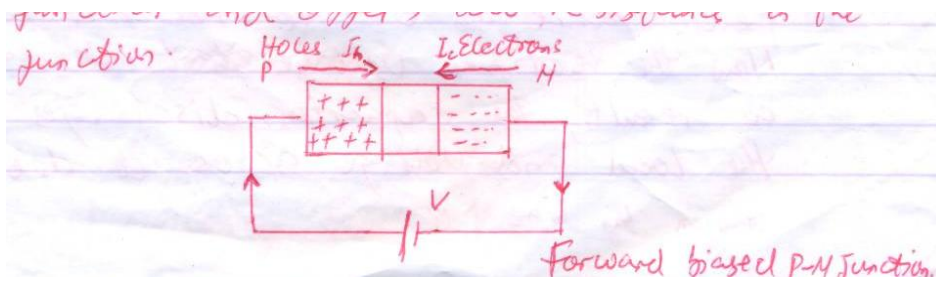 junction.
Holes Ih Ie Electrons
P N
+ + +
+ + +
+ + + +
V
Forward biased P-N Junction.